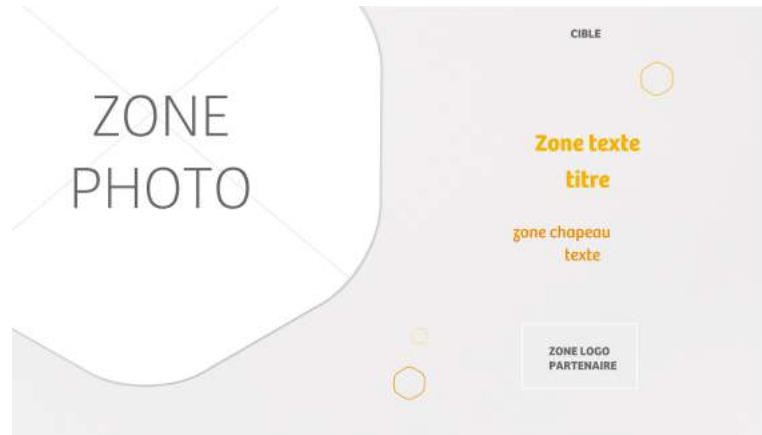 ZONE
PHOTO
CIBLE
Zone texte
titre
zone chapeau
texte
ZONE LOGO
PARTENAIRE